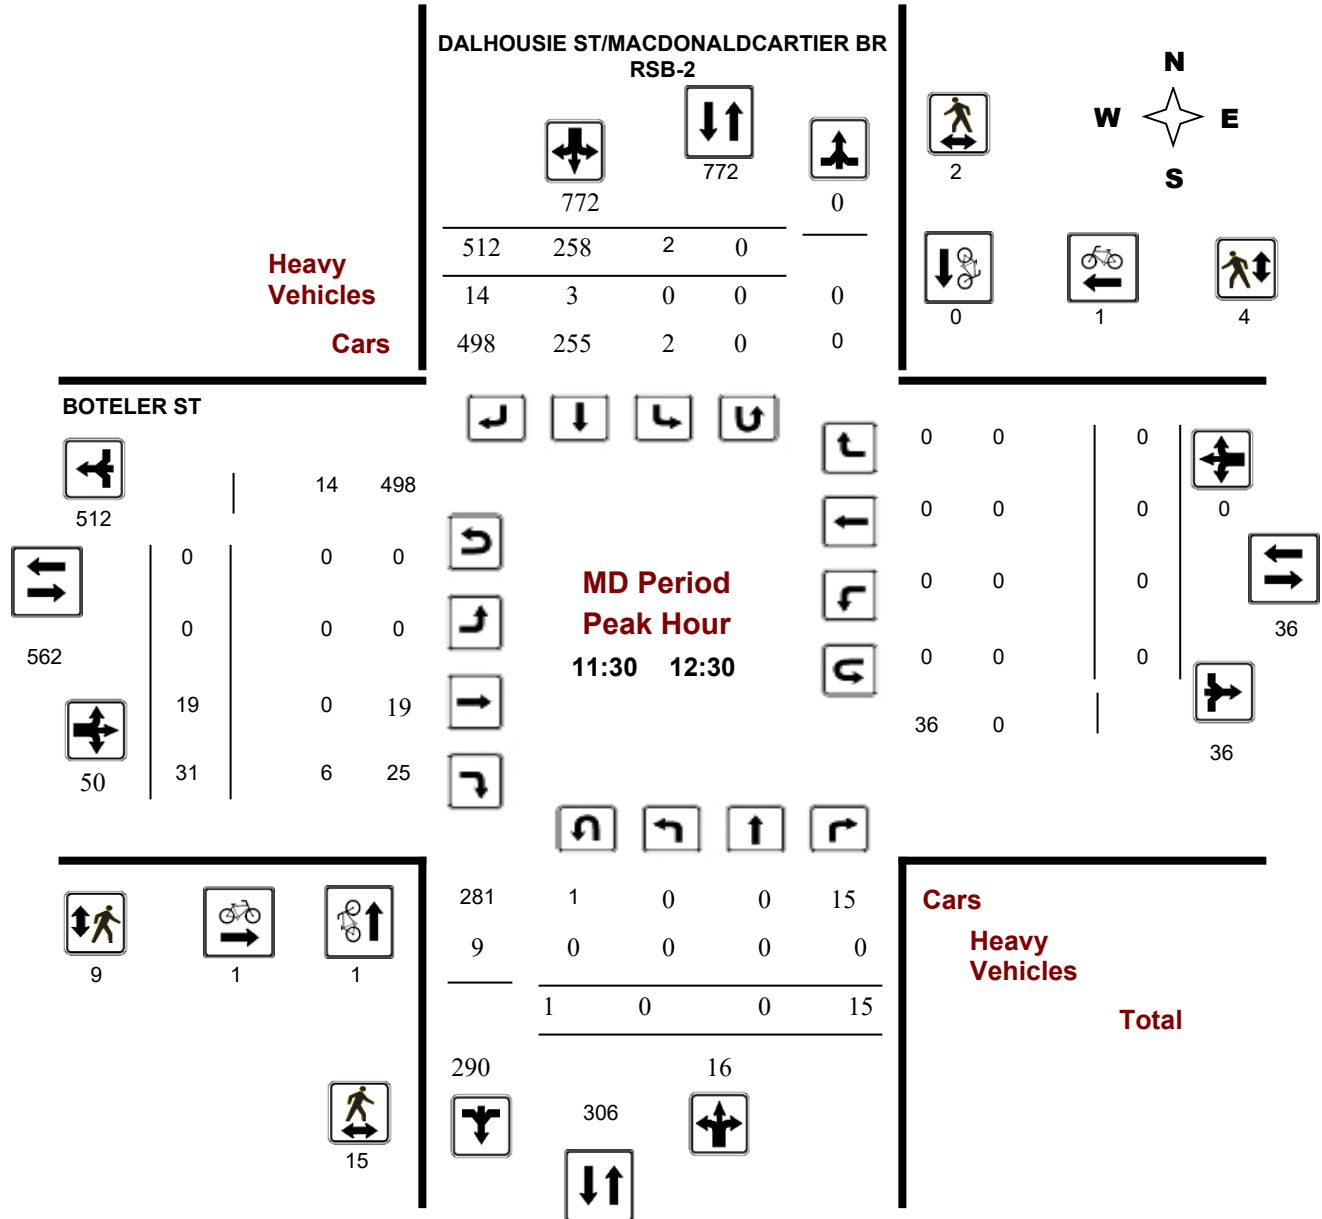 DALHOUSIE ST/MACDONALDCARTIER BR
RSB-2
N
W E
S
772
2
772 0
512 258 2 0
Heavy
Vehicles
14 3 0 0 0
Cars
498 255 2 0 0
0 1 4
BOTELER ST
0 0 0
14 498
512
0 0 0 0
0 0 0
MD Period
Peak Hour
11:30 12:30
0 0 0
36
0 0 0
562
0 0 0
19 0 19
36 0
36
50
31 6 25
281 1 0 0 15
Cars
9 0 0 0 0
Heavy
Vehicles
9 1 1
1 0 0 15
Total
290 16
306
15